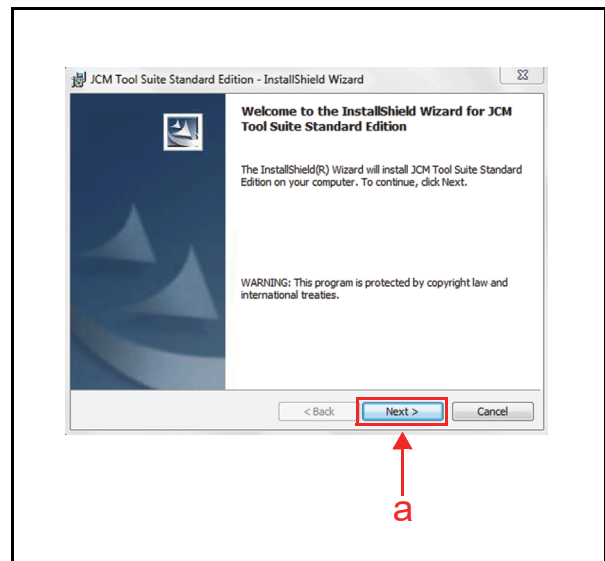 JCM Tool Suite Standard Edition - InstallShield Wizard
Welcome to the InstallShield Wizard for JCM
Tool Suite Standard Edition
The InstallShield(R) Wizard will install JCM Tool Suite Standard
Edition on your computer. To continue, click Next.
WARNING: This program is protected by copyright law and
international treaties.
< Back Next > Cancel
a